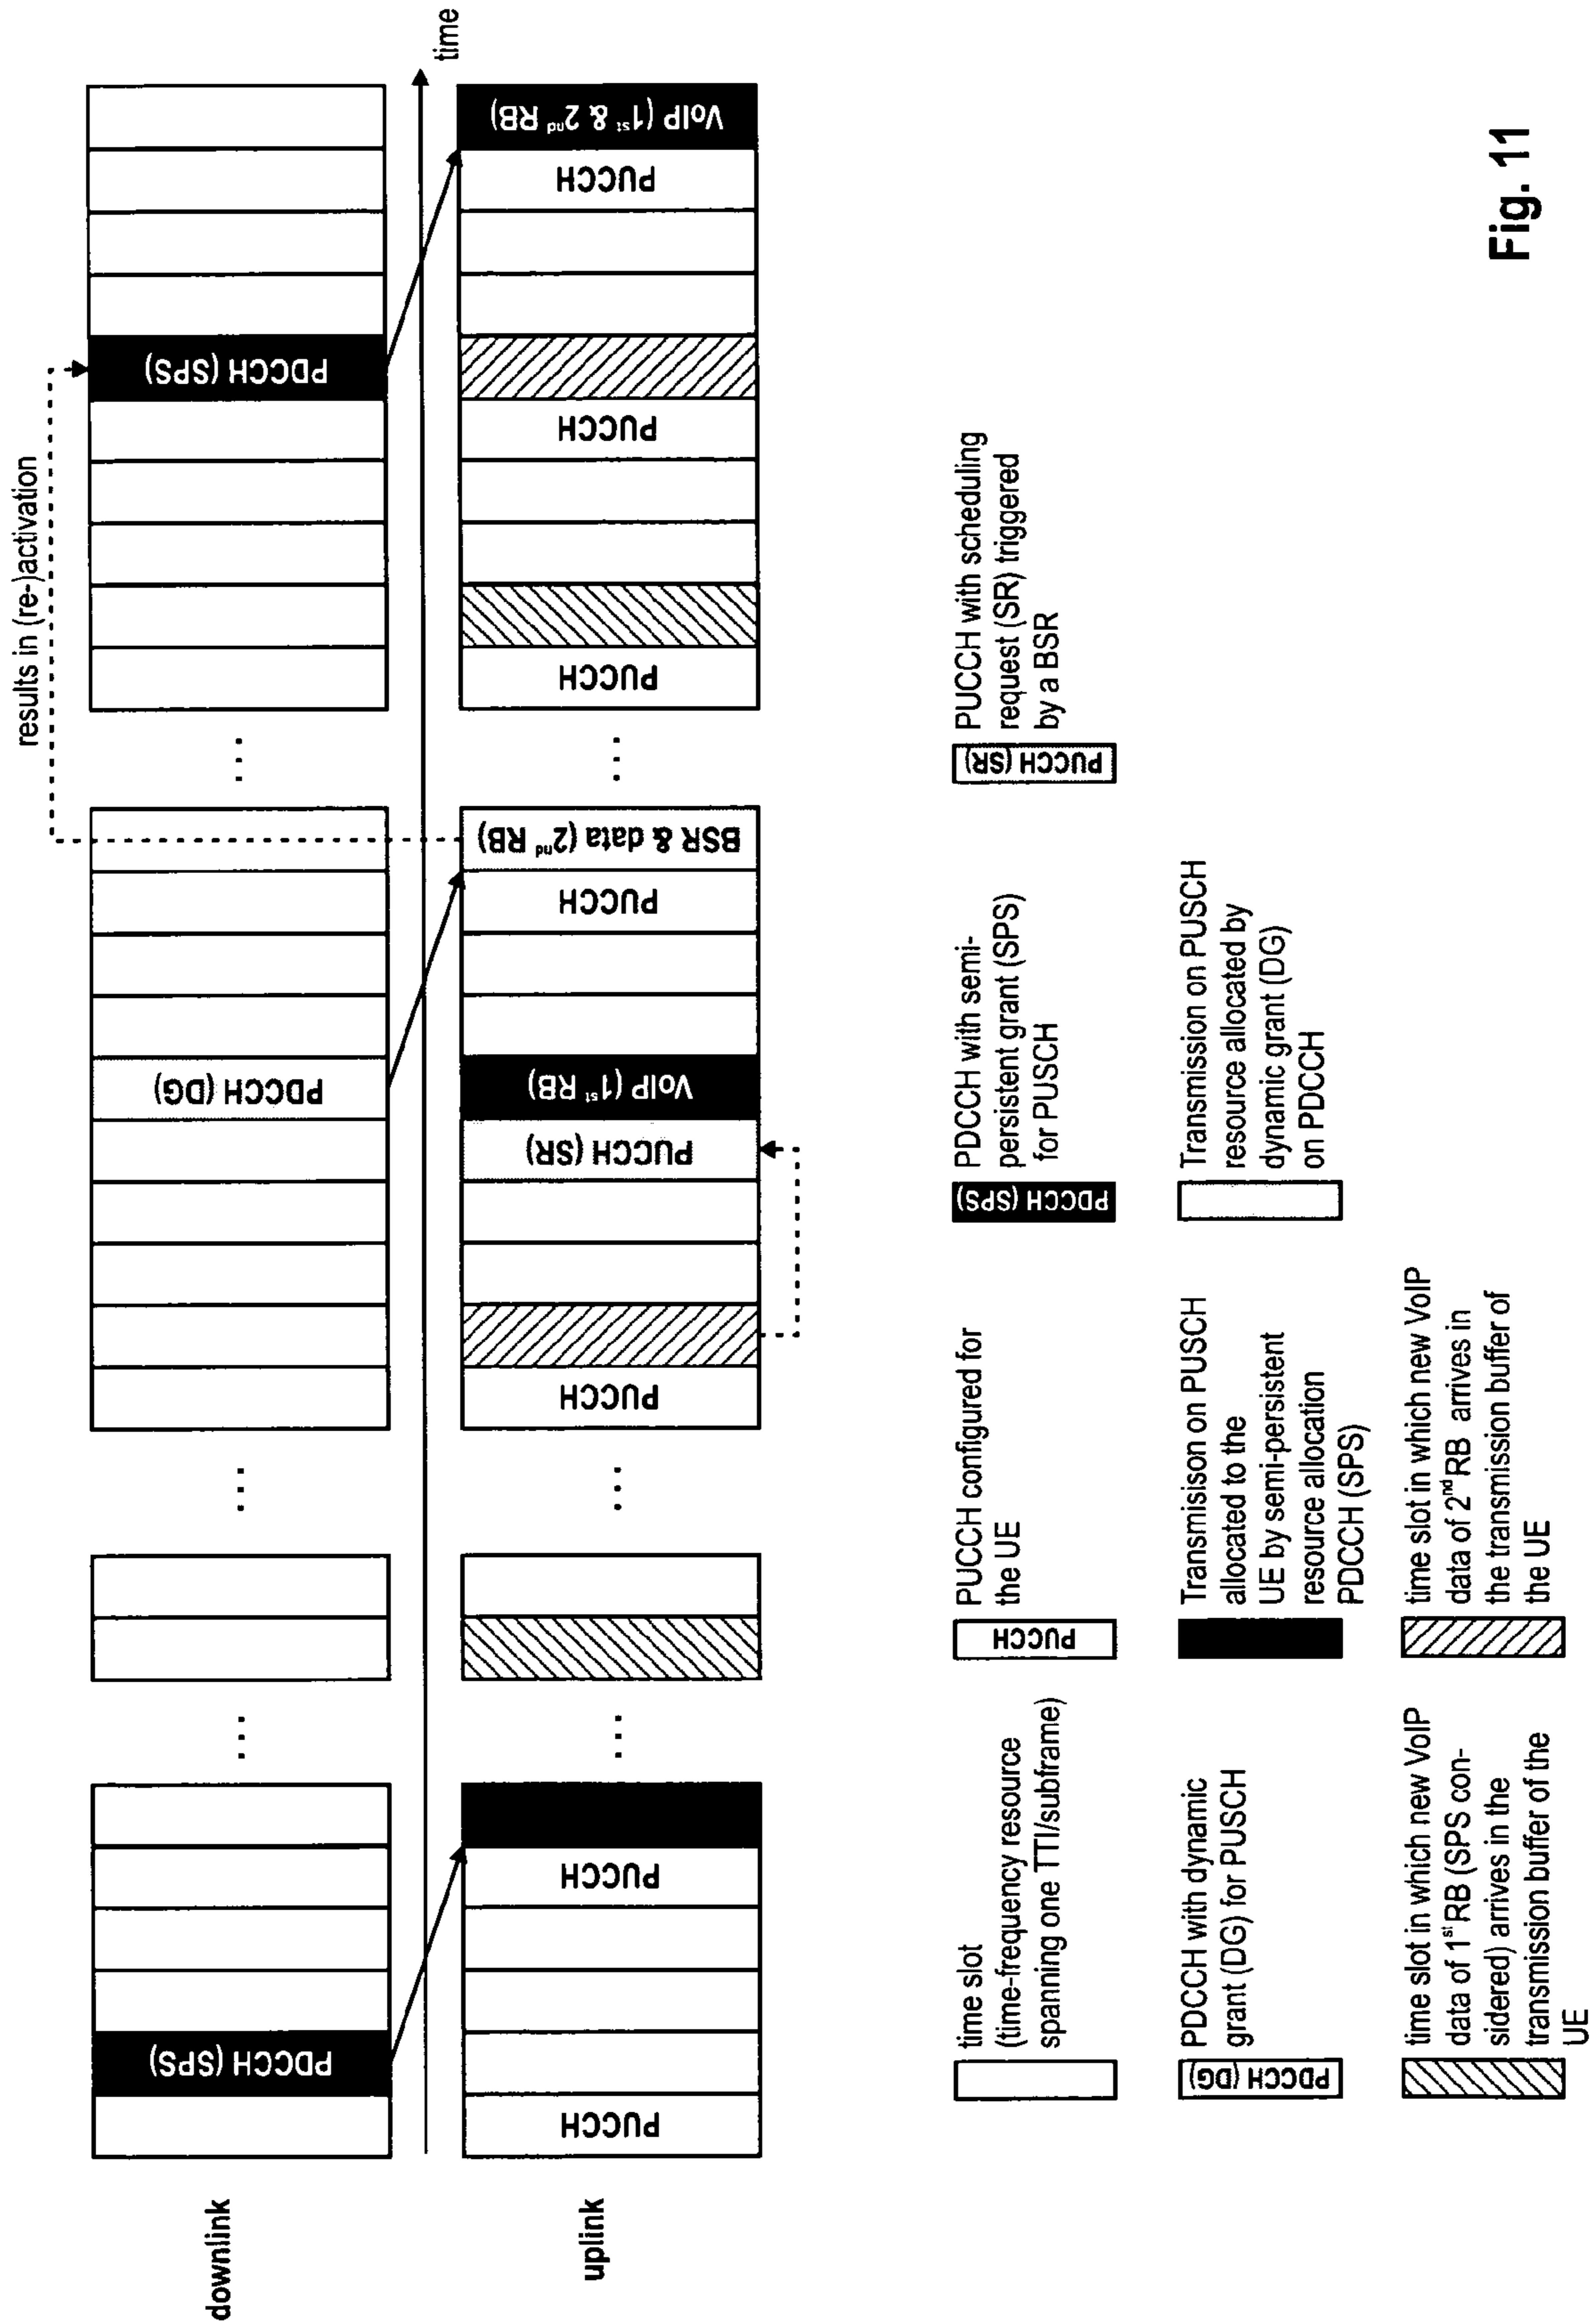 results in (re-)activation
downlink
PDCCH (SPS)
...
...
PDCCH (DG)
...
PDCCH (SPS)
time
uplink
PUCCH
PUCCH
...
...
PUCCH
PUCCH (SR)
VoIP (1st RB)
PUCCH
BSR & data (2nd RB)
...
PUCCH
PUCCH
PUCCH
VoIP (1st & 2nd RB)
time slot
(time-frequency resource
spanning one TTI/subframe)
PUCCH
PUCCH configured for
the UE
PDCCH (SPS)
PDCCH with semi-
persistent grant (SPS)
for PUSCH
PUCCH (SR)
PUCCH with scheduling
request (SR) triggered
by a BSR
PDCCH (DG)
PDCCH with dynamic
grant (DG) for PUSCH
Transmisison on PUSCH
allocated to the
UE by semi-persistent
resource allocation
PDCCH (SPS)
Transmission on PUSCH
resource allocated by
dynamic grant (DG)
on PDCCH
time slot in which new VoIP
data of 1st RB (SPS con-
sidered) arrives in the
transmission buffer of the
UE
time slot in which new VoIP
data of 2nd RB arrives in
the transmission buffer of
the UE
Fig. 11